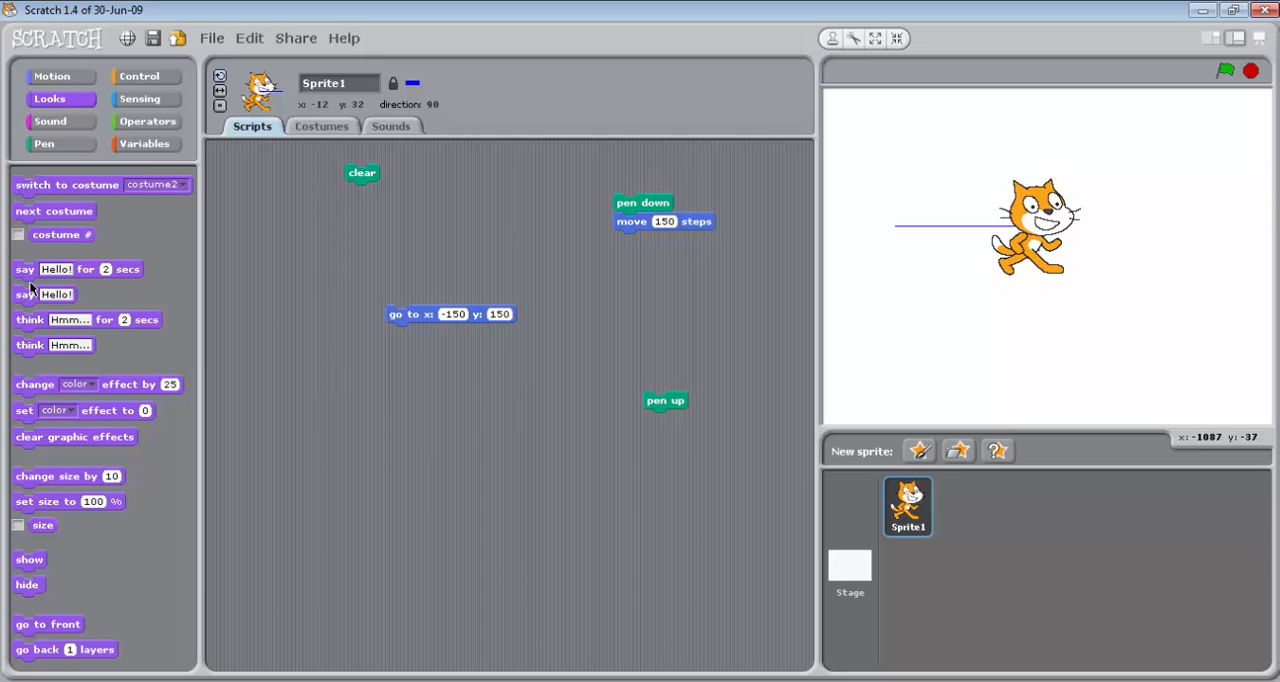 Scratch 1.4 of 30-Jun-09
SCRATCH File Edit Share Help
Motion Control
Looks Sensing
Sound Operators
Pen Variables
switch to costume costume2
next costume
costume #
say Hello! for 2 secs
say Hello!
think Hmm... for 2 secs
think Hmm...
change color effect by 25
set color effect to 0
clear graphic effects
change size by 10
set size to 100 %
size
show
hide
go to front
go back 1 layers
Sprite1
x: -12 y: 32 direction: 90
Scripts Costumes Sounds
clear
pen down
move 150 steps
go to x: -150 y: 150
pen up
x: -1087 y: -37
New sprite:
Sprite1
Stage